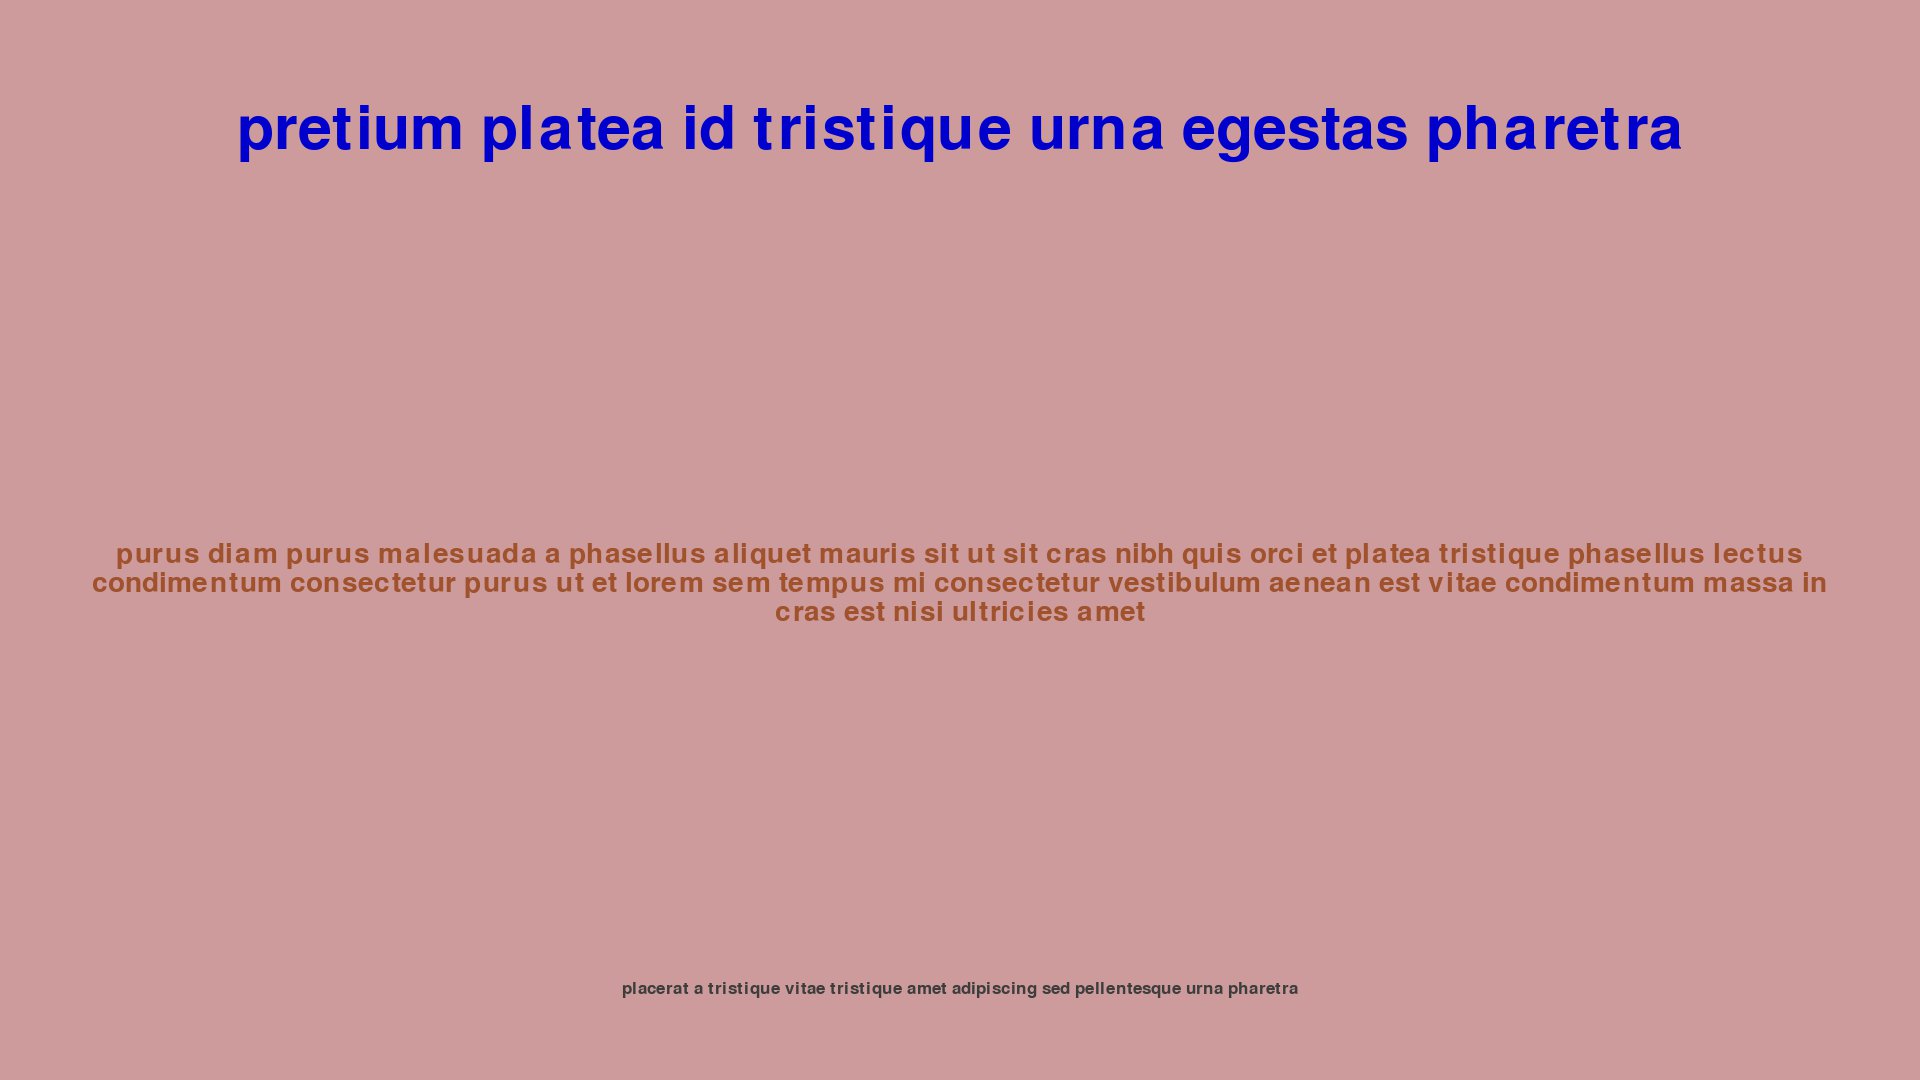 pretium platea id tristique urna egestas pharetra
purus diam purus malesuada a phasellus aliquet mauris sit ut sit cras nibh quis orci et platea tristique phasellus lectus
condimentum consectetur purus ut et lorem sem tempus mi consectetur vestibulum aenean est vitae condimentum massa in
cras est nisi ultricies amet
placerat a tristique vitae tristique amet adipiscing sed pellentesque urna pharetra